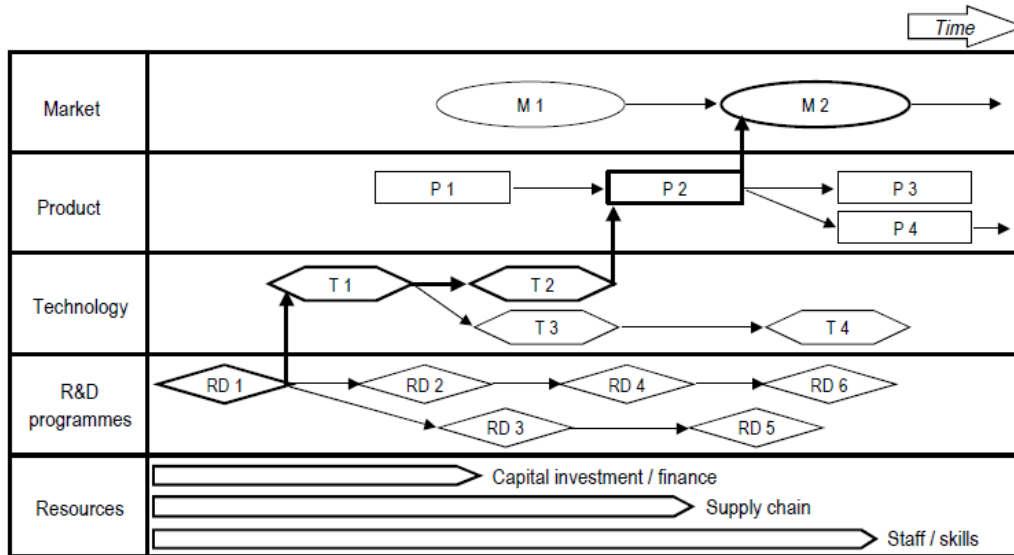 Time
Market
M 1
M 2
Product
P 1
P 2
P 3
P 4
Technology
T 1
T 2
T 3
T 4
R&D
programmes
RD 1
RD 2
RD 4
RD 6
RD 3
RD 5
Resources
Capital investment / finance
Supply chain
Staff / skills